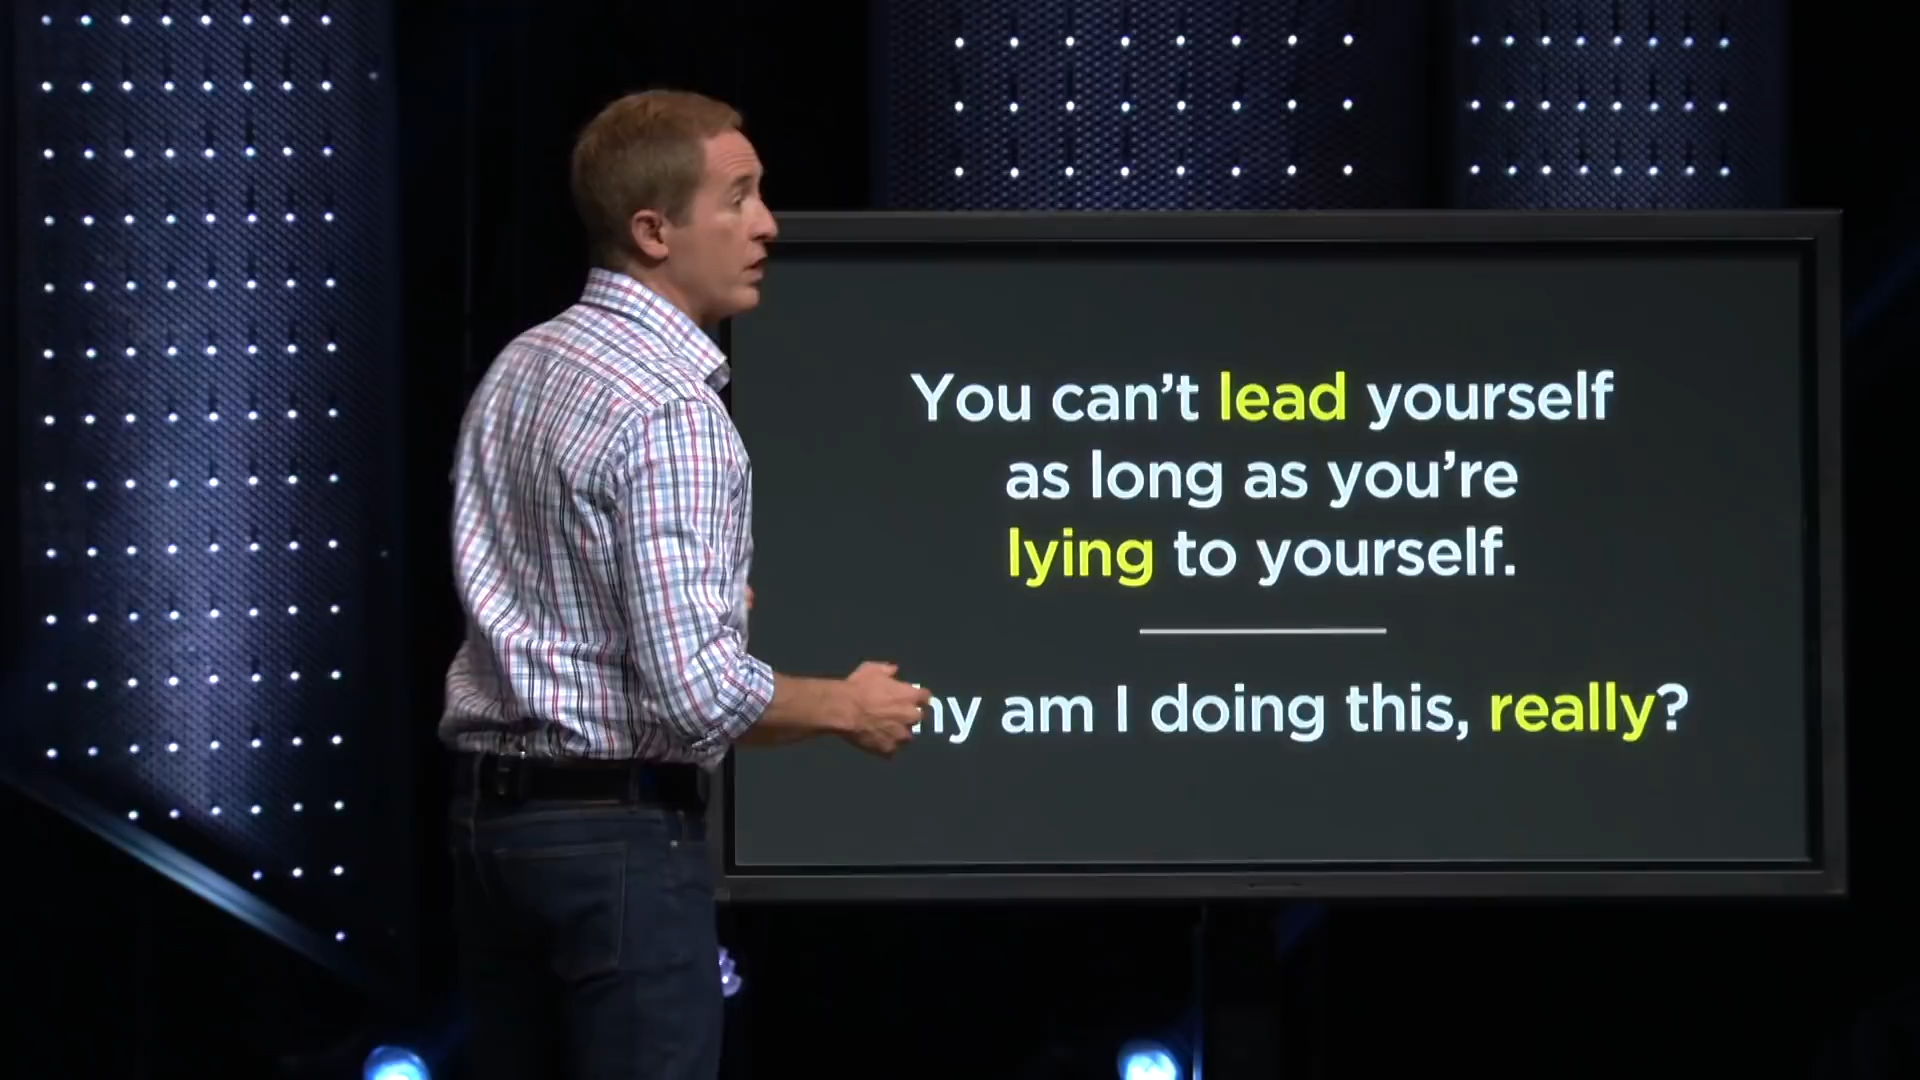 You can't lead yourself
as long as you're
lying to yourself.
am I doing this, really?